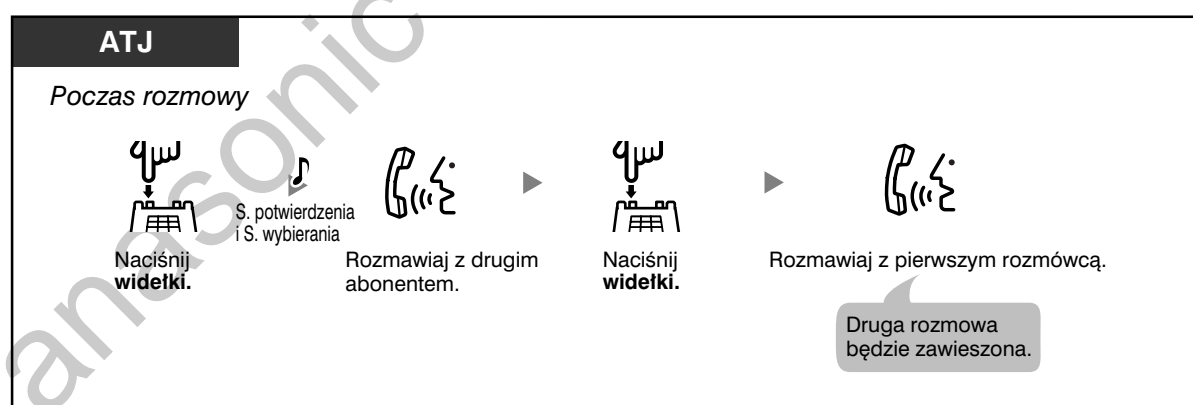 ATJ
Poczas rozmowy
S. potwierdzenia
i S. wybierania
Naciśnij
widełki.
Rozmawiaj z drugim
abonentem.
Naciśnij
widełki.
Rozmawiaj z pierwszym rozmówcą.
Druga rozmowa
będzie zawieszona.
anasonic